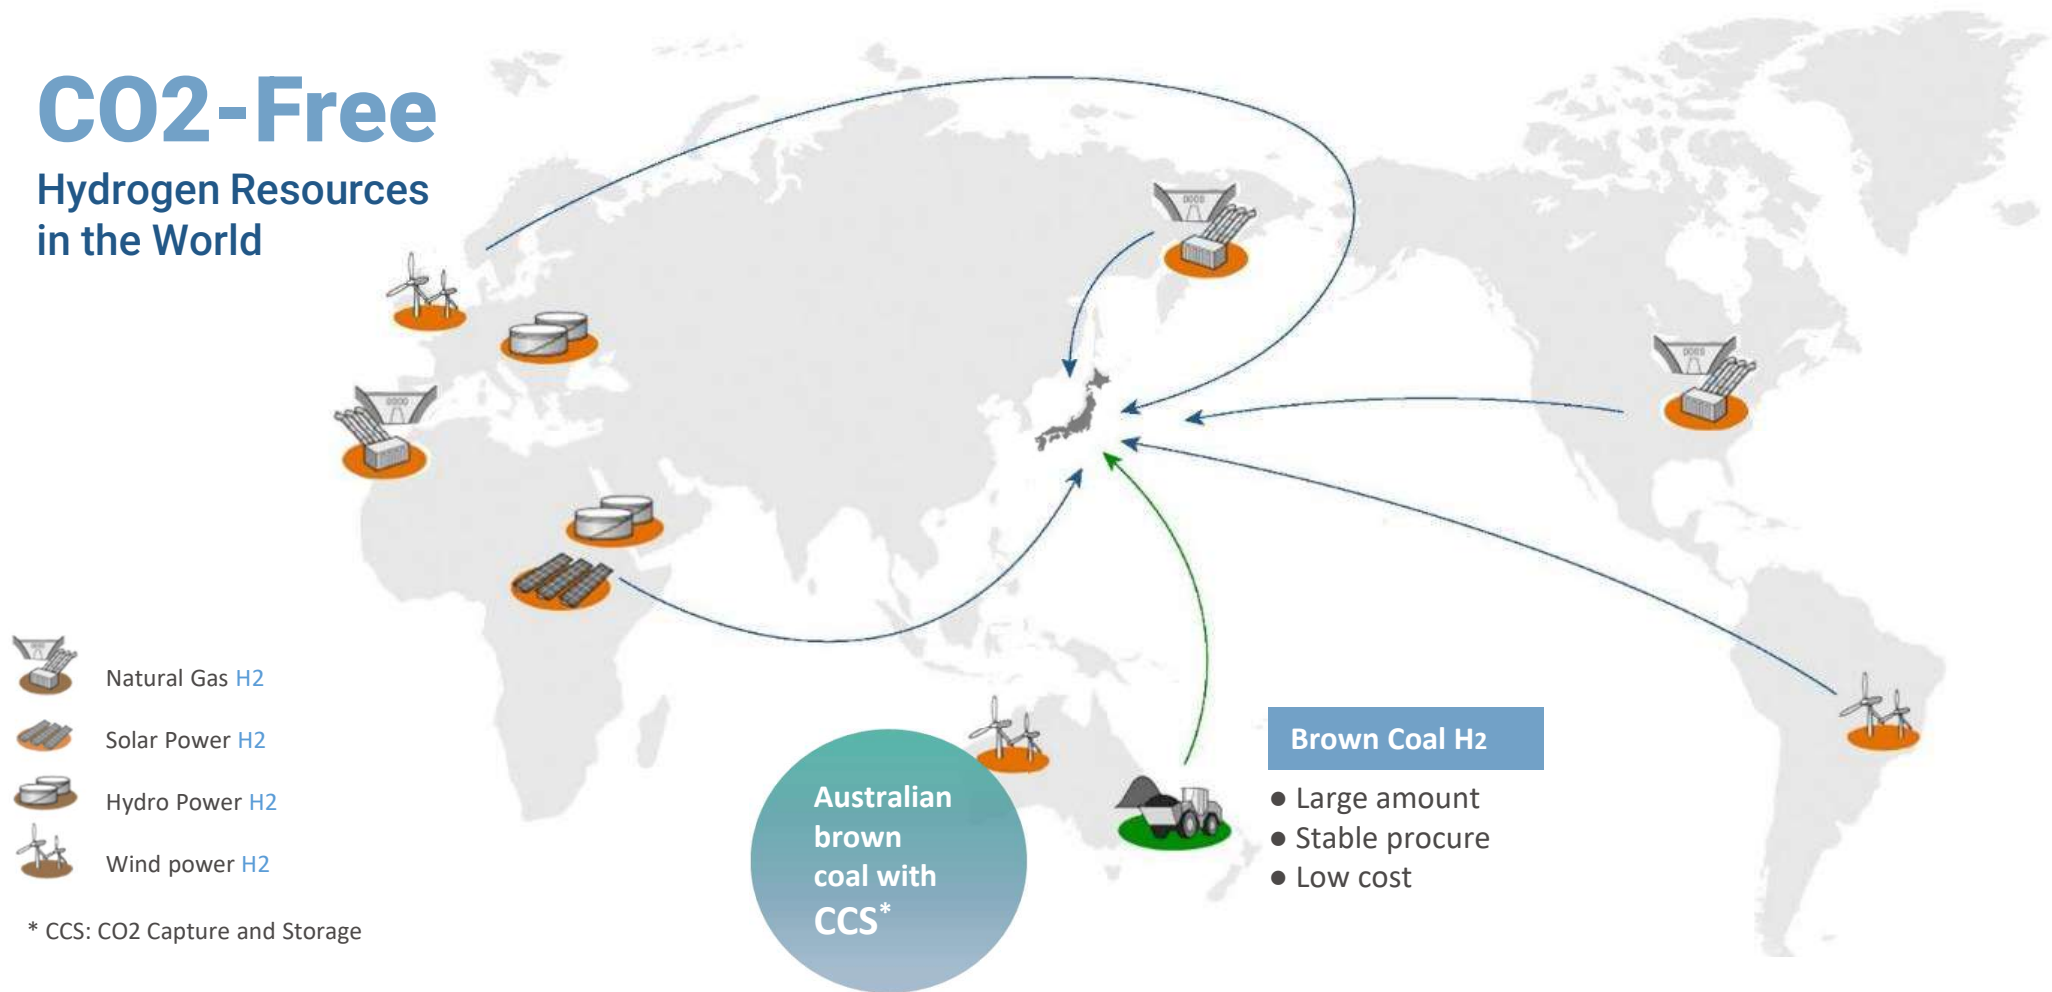 CO2-Free
Hydrogen Resources
in the World
Natural Gas H2
Solar Power H2
Hydro Power H2
Wind power H2
* CCS: CO2 Capture and Storage
Australian
brown
coal with
CCS*
Brown Coal H2
● Large amount
● Stable procure
● Low cost